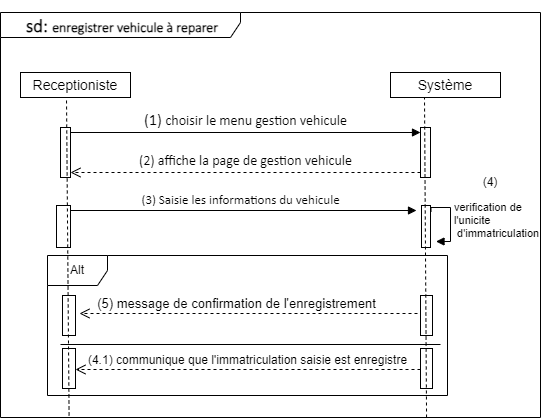 sd: enregistrer vehicule à reparer
Receptioniste
Système
(1) choisir le menu gestion vehicule
(2) affiche la page de gestion vehicule
(3) Saisie les informations du vehicule
(4)
verification de
l'unicite
d'immatriculation
Alt
(5) message de confirmation de l'enregistrement
(4.1) communique que l'immatriculation saisie est enregistre